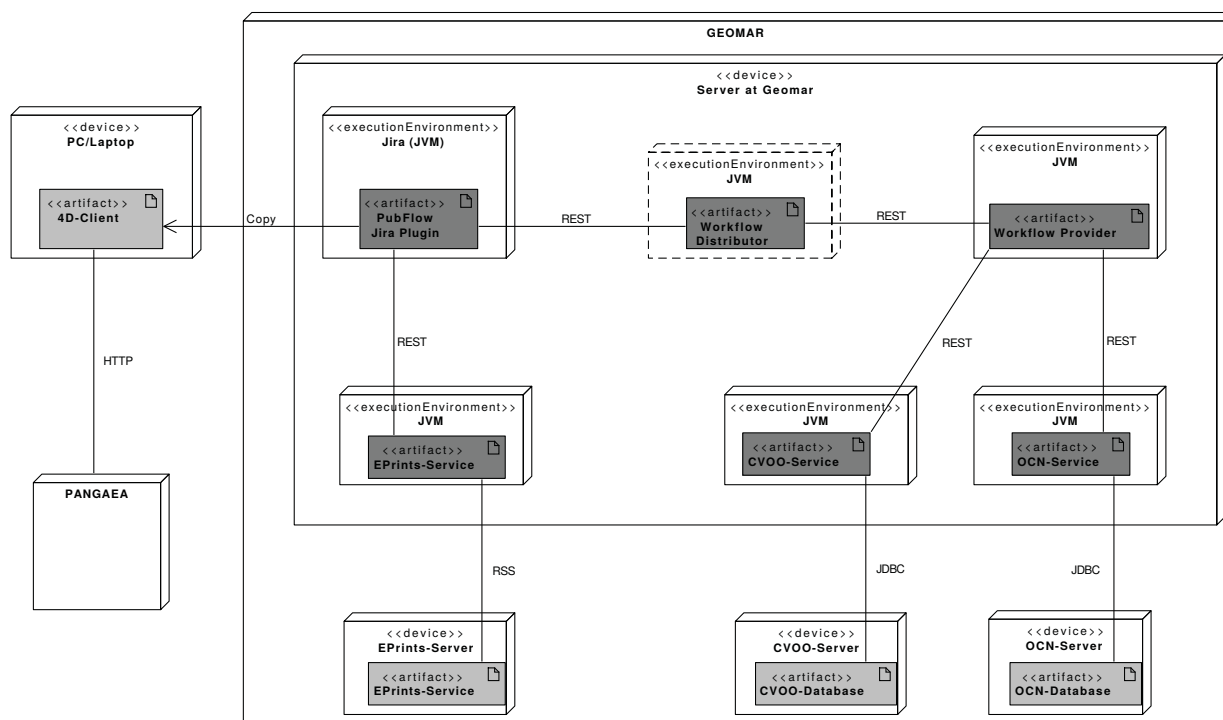 GEOMAR
<<device>>
Server at Geomar
<<device>>
PC/Laptop
<<artifact>>
4D-Client
Copy
<<executionEnvironment>>
Jira (JVM)
<<artifact>>
PubFlow
Jira Plugin
REST
<<executionEnvironment>>
JVM
<<artifact>>
Workflow
Distributor
REST
<<executionEnvironment>>
JVM
<<artifact>>
Workflow Provider
HTTP
REST
REST
REST
<<executionEnvironment>>
JVM
<<artifact>>
EPrints-Service
<<executionEnvironment>>
JVM
<<artifact>>
CVOO-Service
<<executionEnvironment>>
JVM
<<artifact>>
OCN-Service
PANGAEA
RSS
JDBC
JDBC
<<device>>
EPrints-Server
<<artifact>>
EPrints-Service
<<device>>
CVOO-Server
<<artifact>>
CVOO-Database
<<device>>
OCN-Server
<<artifact>>
OCN-Database